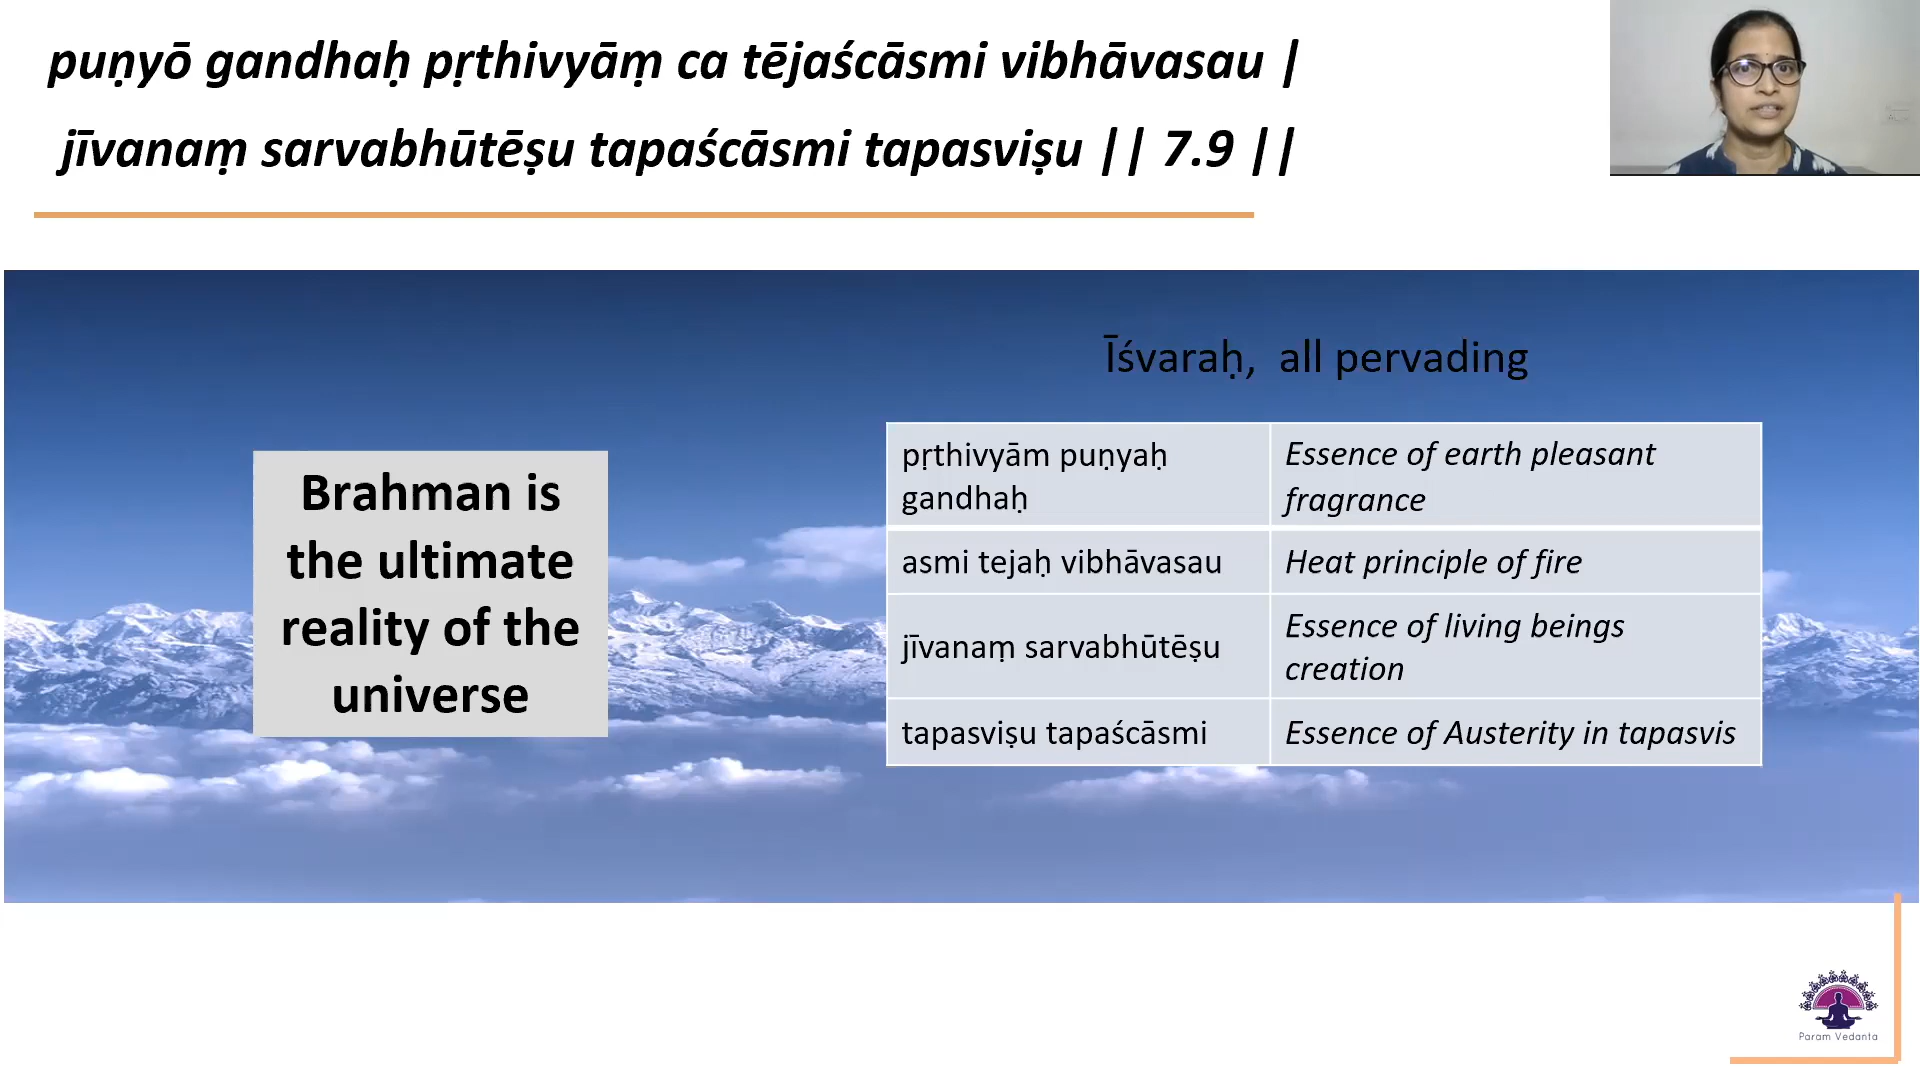 puṇyō gandhaḥ pṛthivyāṃ ca tējaścāsmi vibhāvasau |
jīvanaṃ sarvabhūtēṣu tapaścāsmi tapasviṣu || 7.9 ||
Īśvaraḥ, all pervading
Brahman is
the ultimate
reality of the
universe
pṛthivyām puṇyaḥ
gandhaḥ
Essence of earth pleasant
fragrance
asmi tejaḥ vibhāvasau
Heat principle of fire
jīvanaṃ sarvabhūtēṣu
Essence of living beings
creation
tapasviṣu tapaścāsmi
Essence of Austerity in tapasvis
Param Vedanta